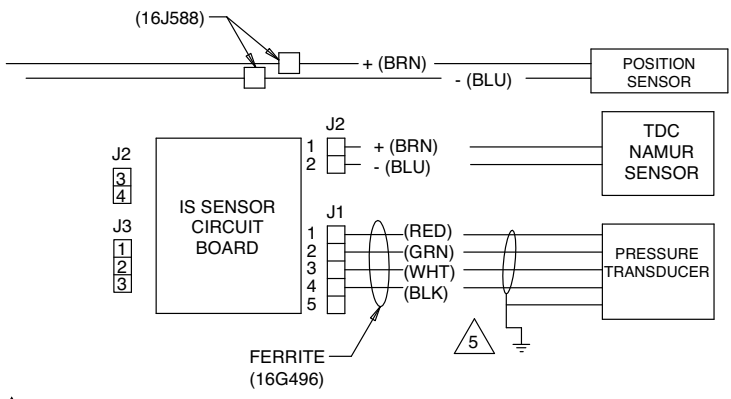 (16J588)
+ (BRN)
- (BLU)
POSITION
SENSOR
J2
3
4
J3
1
2
3
IS SENSOR
CIRCUIT
BOARD
J2
1
2
+ (BRN)
- (BLU)
TDC
NAMUR
SENSOR
J1
1
2
3
4
5
(RED)
(GRN)
(WHT)
(BLK)
PRESSURE
TRANSDUCER
5
FERRITE
(16G496)